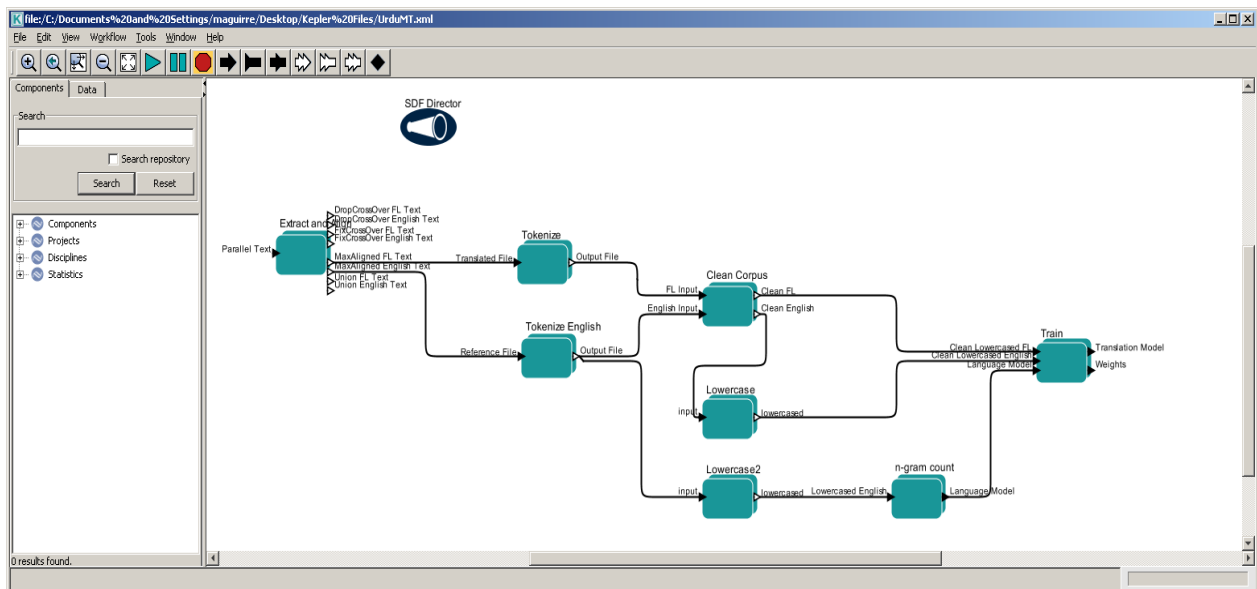 file:/C:/Documents%20and%20Settings/maguirre/Desktop/Kepler%20Files/UrduMT.xml
File Edit View Workflow Tools Window Help
Components Data
Search
Search repository
Search Reset
Components
Projects
Disciplines
Statistics
0 results found.
SDF Director
Extract and Align
Parallel Text
DropCrossOver FL Text
DropCrossOver English Text
FixCrossOver FL Text
FixCrossOver English Text
MaxAligned FL Text
MaxAligned English Text
Union FL Text
Union English Text
Tokenize
Translated File
Output File
Tokenize English
Reference File
Output File
Clean Corpus
FL Input
English Input
Clean FL
Clean English
Lowercase
input
lowercased
Lowercase2
input
lowercased
n-gram count
Lowercased English
Language Model
Train
Clean Lowercased FL
Clean Lowercased English
Language Model
Translation Model
Weights